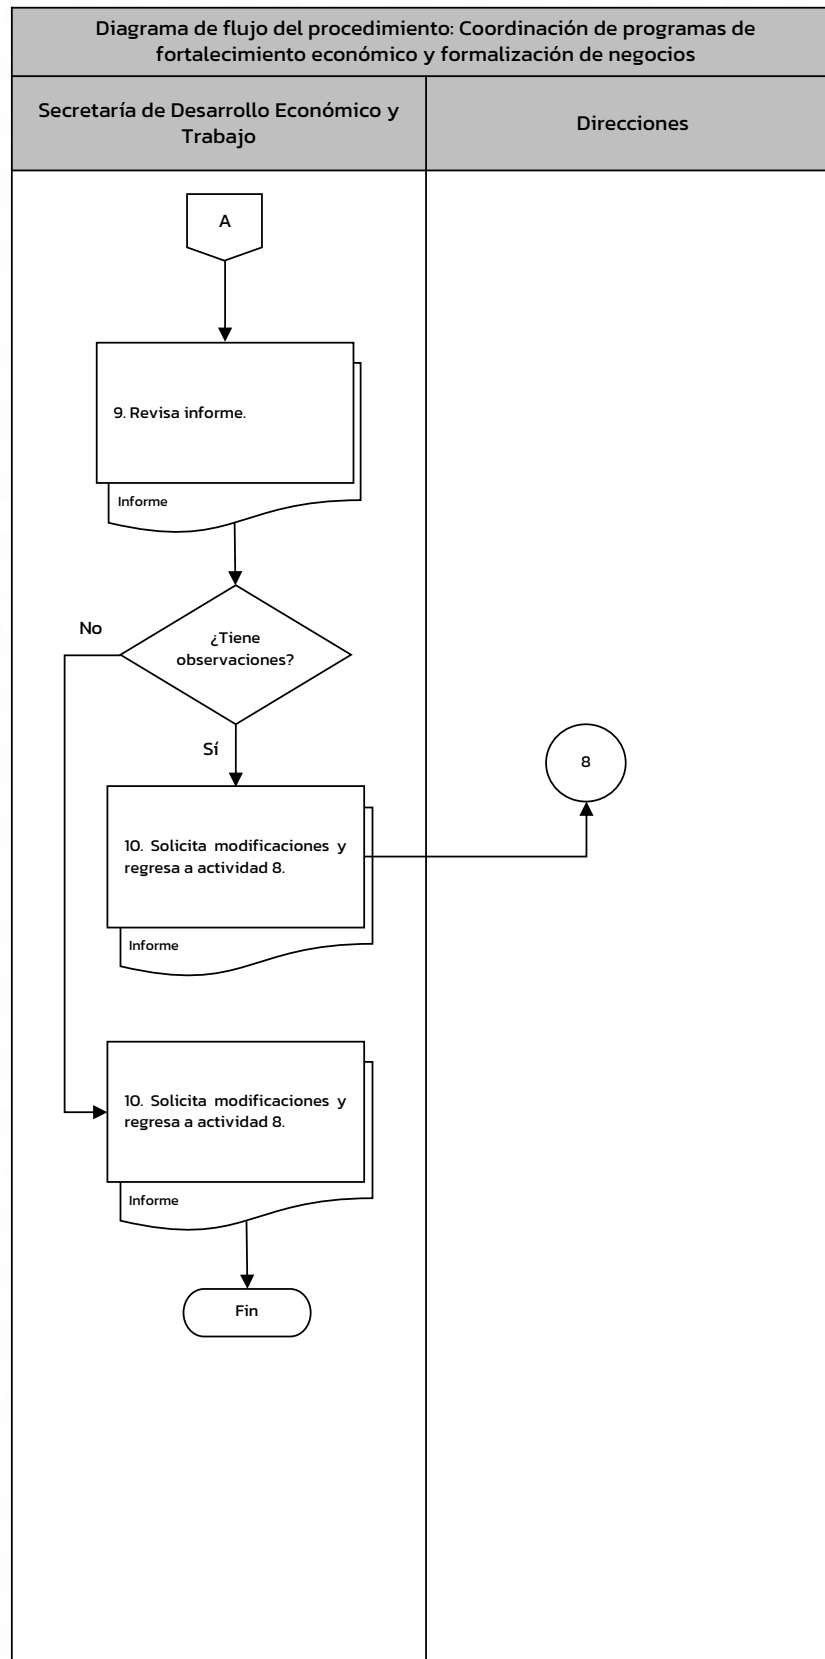 Diagrama de flujo del procedimiento: Coordinación de programas de
fortalecimiento económico y formalización de negocios
Secretaría de Desarrollo Económico y
Trabajo
Direcciones
A
9. Revisa informe.
Informe
No
¿Tiene
observaciones?
Sí
8
10. Solicita modificaciones y
regresa a actividad 8.
Informe
10. Solicita modificaciones y
regresa a actividad 8.
Informe
Fin